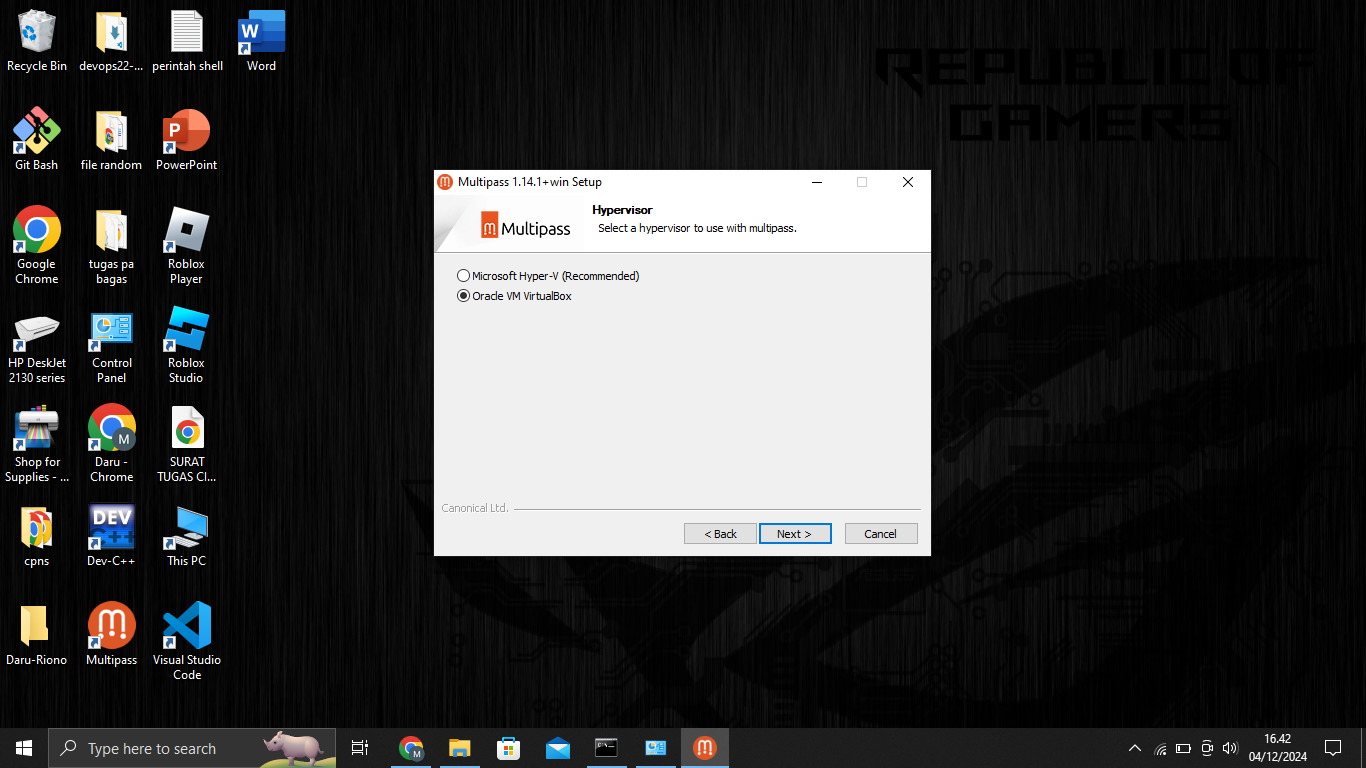 Recycle Bin
devops22-...
perintah shell
Word
Git Bash
file random
PowerPoint
Google
Chrome
tugas pa
bagas
Roblox
Player
HP DeskJet
2130 series
Control
Panel
Roblox
Studio
Shop for
Supplies - ...
Daru -
Chrome
SURAT
TUGAS CI...
cpns
DEV
C++
Dev-C++
This PC
Daru-Riono
Multipass
Visual Studio
Code
REPUBLIC OF
GAMERS
Multipass 1.14.1+win Setup
Multipass
Hypervisor
Select a hypervisor to use with multipass.
Microsoft Hyper-V (Recommended)
Oracle VM VirtualBox
Canonical Ltd.
< Back
Next >
Cancel
Type here to search
16.42
04/12/2024